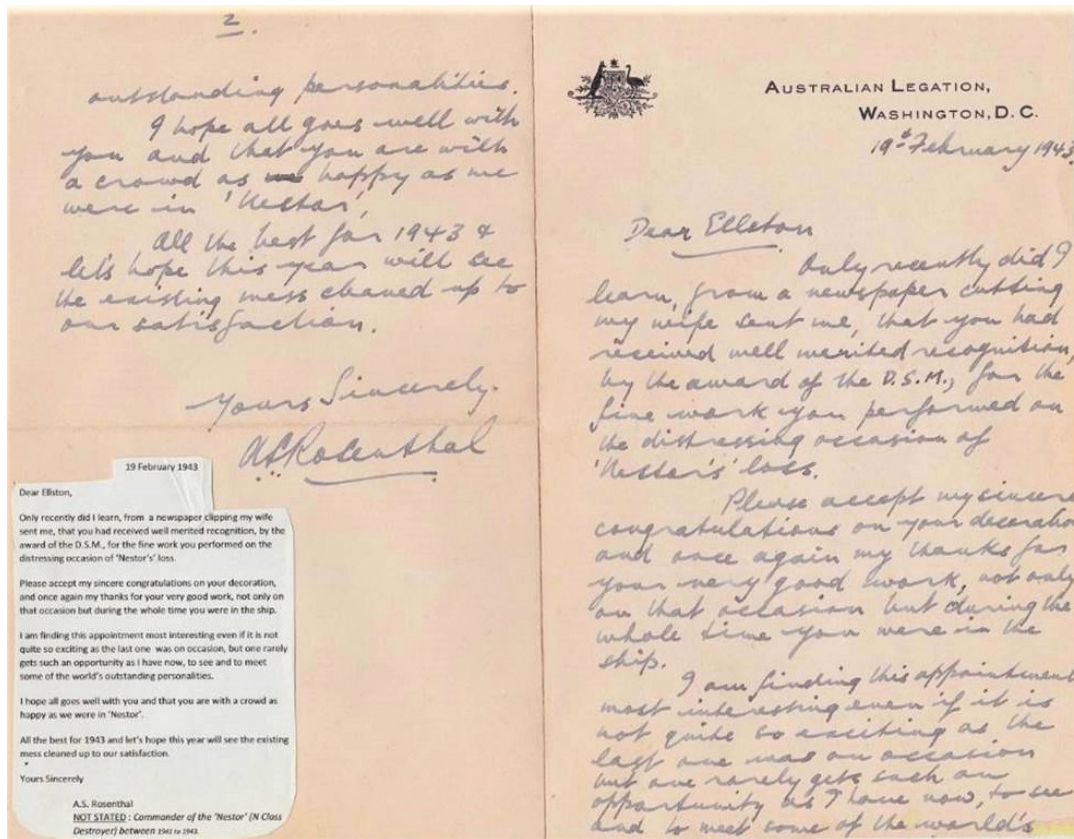 AUSTRALIAN LEGATION,
WASHINGTON, D. C.
19th February 1943.
Dear Elliston
Only recently did I
learn, from a newspaper cutting
my wife sent me, that you had
received well merited recognition,
by the award of the D.S.M., for the
fine work you performed on
the distressing occasion of
'Nestor's' loss.
Please accept my sincere
congratulations on your decoration
and once again my thanks for
your very good work, not only
on that occasion but during the
whole time you were in the
ship.
I am finding this appointment
most interesting even if it is
not quite so exciting as the
last one was on occasion
but one rarely gets such an
opportunity as I have now, to see
and to meet some of the world's
2.
outstanding personalities.
I hope all goes well with
you and that you are with
a crowd as happy as we
were in 'Nestor',
All the best for 1943 &
let's hope this year will see
the existing mess cleaned up to
our satisfaction.
Yours Sincerely.
A.S. Rosenthal
19 February 1943
Dear Elliston,
Only recently did I learn, from a newspaper clipping my wife
sent me, that you had received well merited recognition, by the
award of the D.S.M., for the fine work you performed on the
distressing occasion of 'Nestor's' loss.
Please accept my sincere congratulations on your decoration,
and once again my thanks for your very good work, not only on
that occasion but during the whole time you were in the ship.
I am finding this appointment most interesting even if it is not
quite so exciting as the last one was on occasion, but one rarely
gets such an opportunity as I have now, to see and to meet
some of the world's outstanding personalities.
I hope all goes well with you and that you are with a crowd as
happy as we were in 'Nestor'.
All the best for 1943 and let's hope this year will see the existing
mess cleaned up to our satisfaction.
Yours Sincerely
A.S. Rosenthal
NOT STATED : Commander of the 'Nestor' (N Class
Destroyer) between 1941 to 1943.